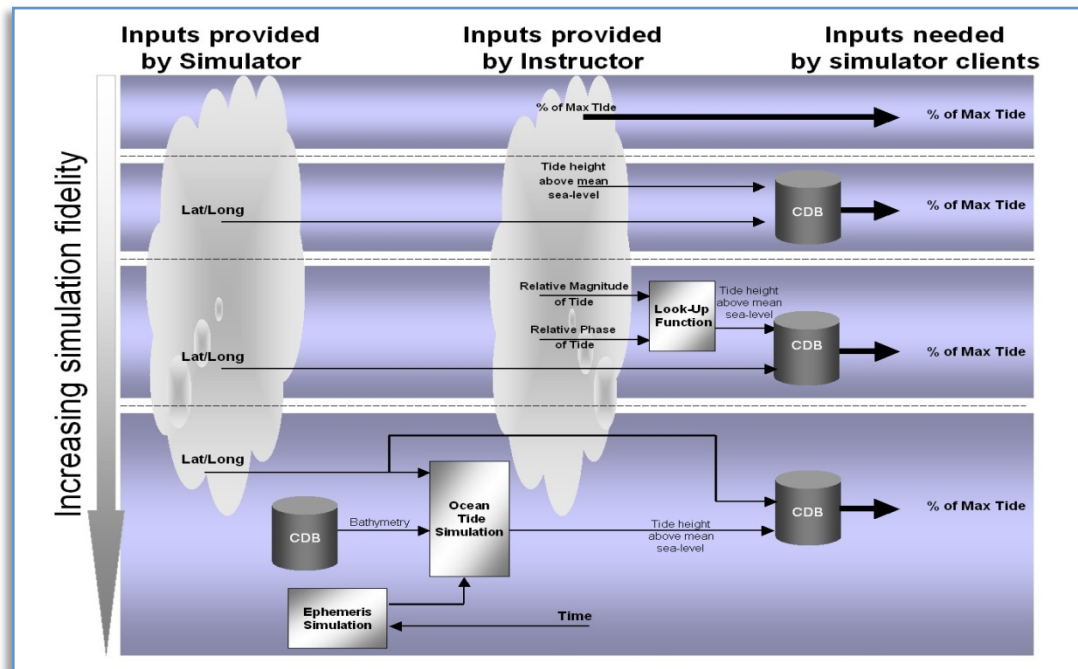 Inputs provided
by Simulator
Inputs provided
by Instructor
Inputs needed
by simulator clients
Increasing simulation fidelity
% of Max TIde
% of Max Tide
Tide height
above mean
sea-level
Lat/Long
CDB
% of Max Tide
Relative Magnitude
of Tide
Relative Phase
of Tide
Look-Up
Function
Tide height
above mean
sea-level
Lat/Long
CDB
% of Max Tide
Lat/Long
CDB
Bathymetry
Ocean
Tide
Simulation
Tide height
above mean
sea-level
CDB
% of Max Tide
Ephemeris
Simulation
Time